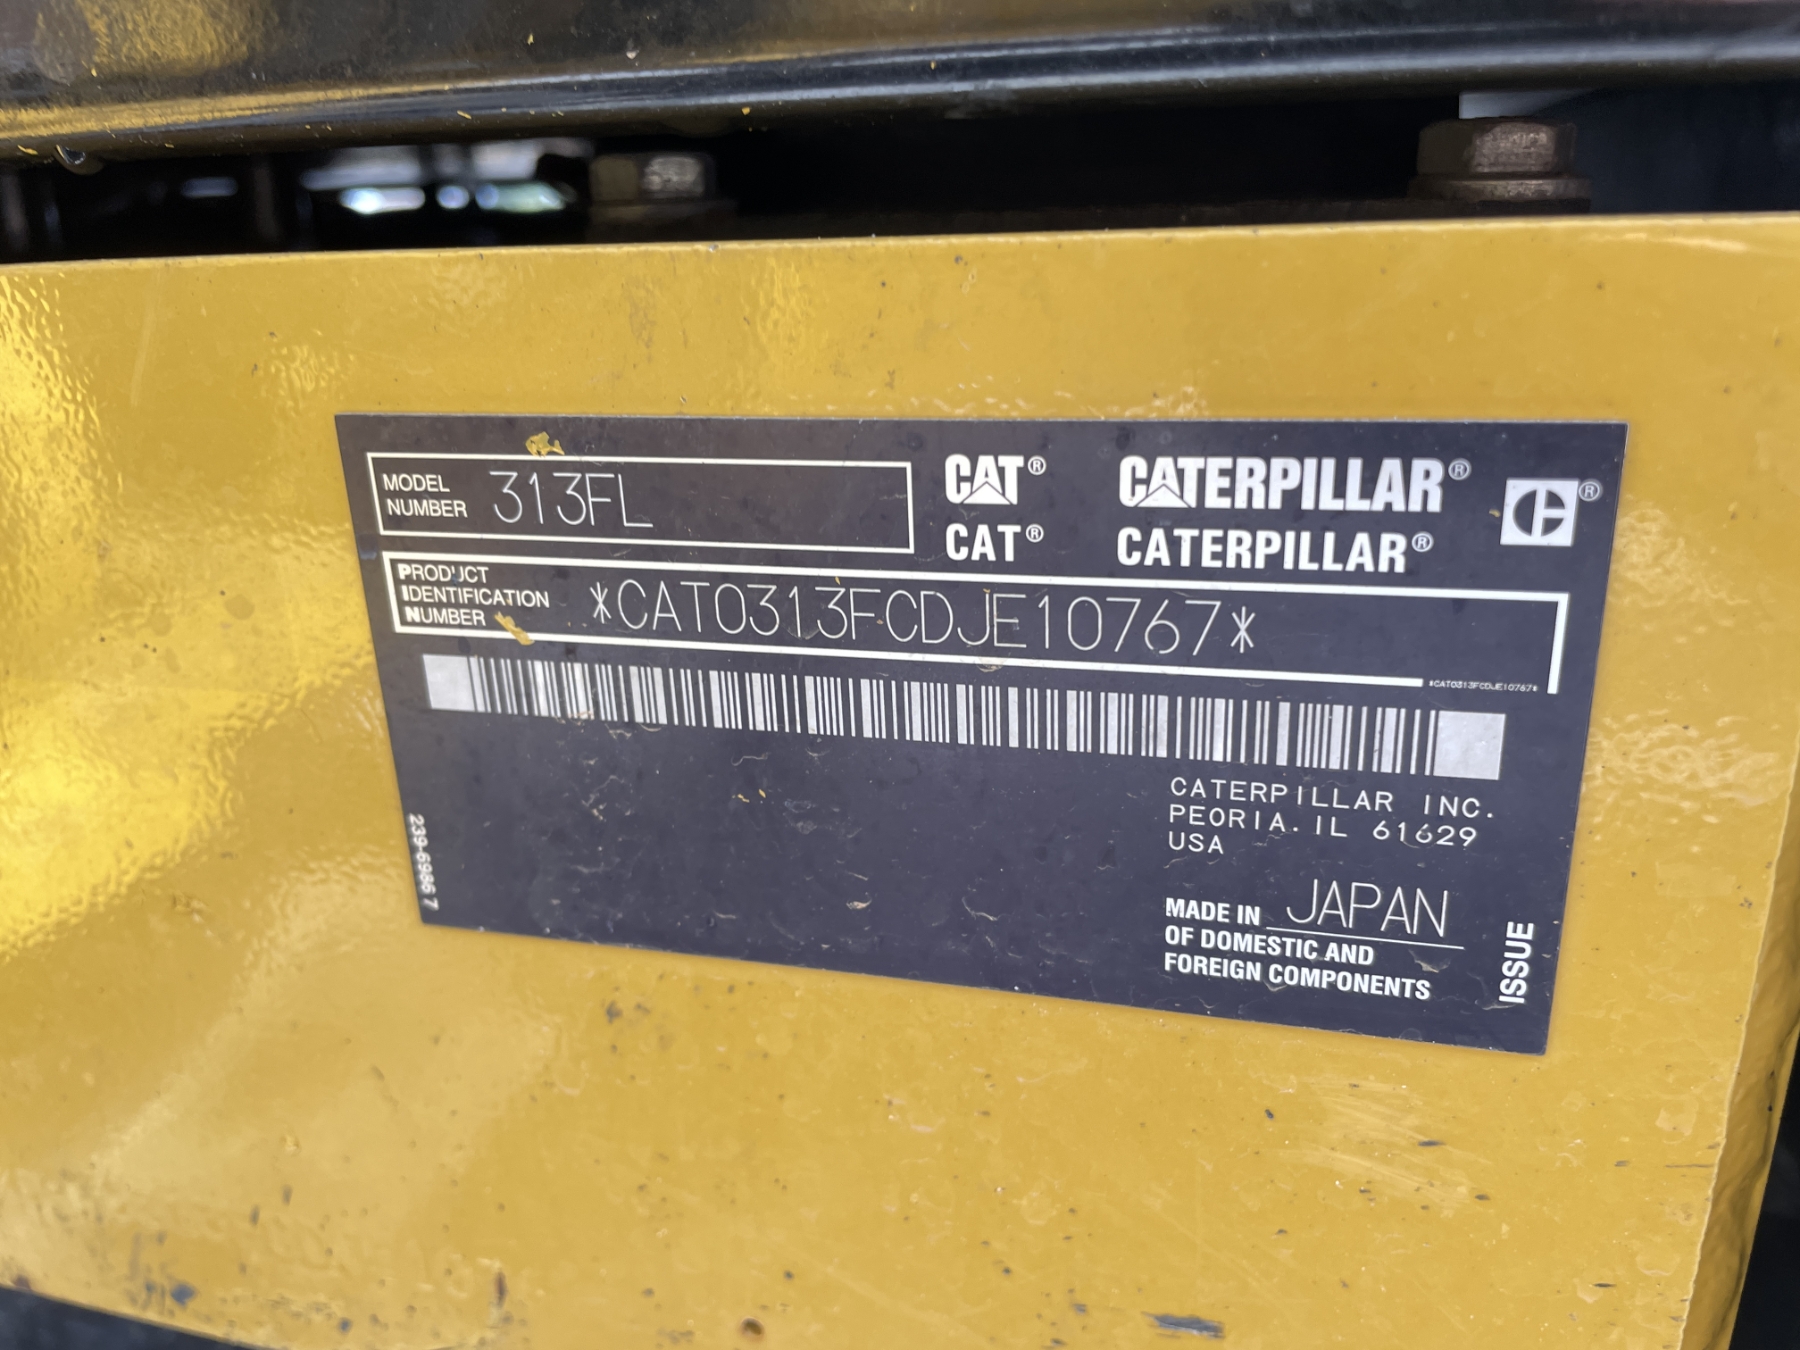 MODEL
NUMBER 313FL
CAT® CATERPILLAR®
CAT® CATERPILLAR®
PRODUCT
IDENTIFICATION
NUMBER *CAT0313FCDJE10767*
*CAT0313FCDJE10767*
CATERPILLAR INC.
PEORIA. IL 61629
USA
MADE IN JAPAN
OF DOMESTIC AND
FOREIGN COMPONENTS
ISSUE
239-6986 7